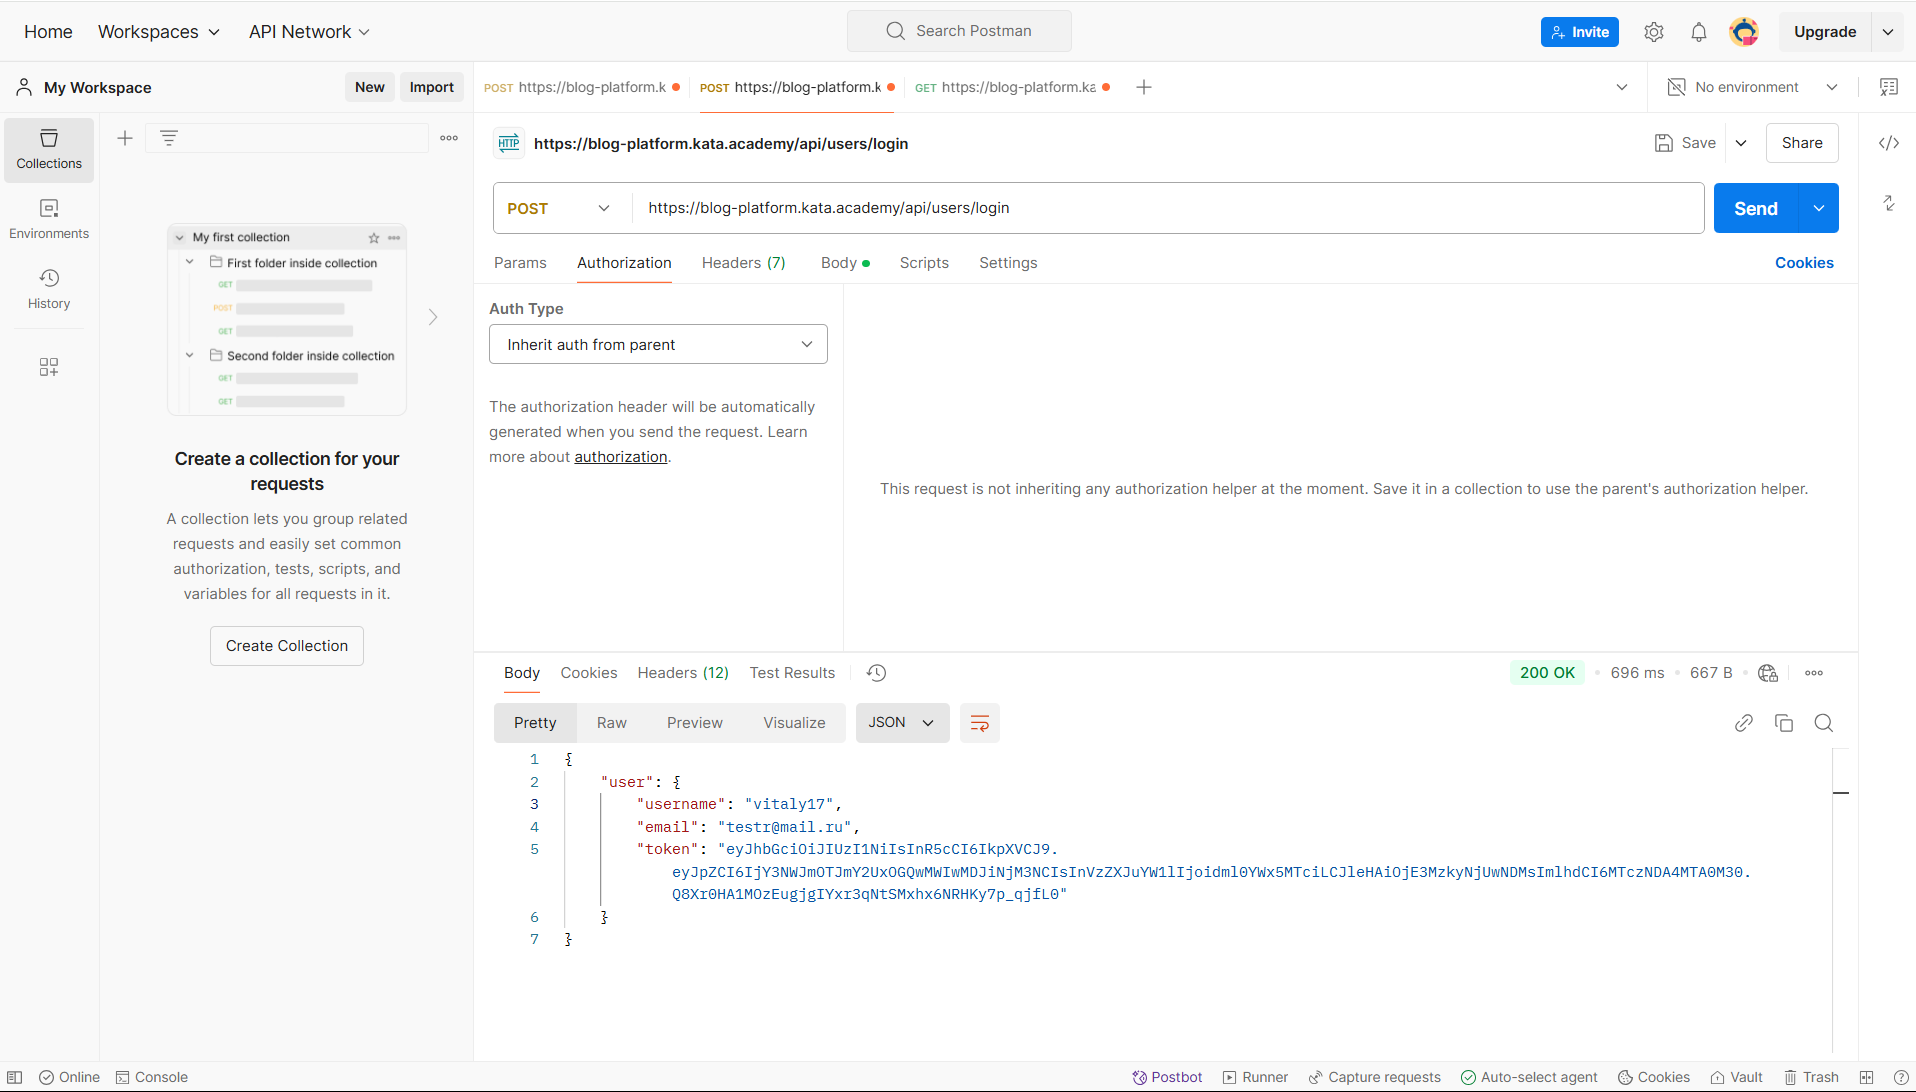 Home Workspaces API Network Search Postman Invite Upgrade
My Workspace New Import POST https://blog-platform.k POST https://blog-platform.k GET https://blog-platform.ka No environment
Collections
Environments
History
My first collection
First folder inside collection
GET
POST
GET
Second folder inside collection
GET
GET
Create a collection for your
requests
A collection lets you group related
requests and easily set common
authorization, tests, scripts, and
variables for all requests in it.
Create Collection
HTTP https://blog-platform.kata.academy/api/users/login Save Share
POST https://blog-platform.kata.academy/api/users/login Send
Params Authorization Headers (7) Body Scripts Settings Cookies
Auth Type
Inherit auth from parent
The authorization header will be automatically
generated when you send the request. Learn
more about authorization.
This request is not inheriting any authorization helper at the moment. Save it in a collection to use the parent's authorization helper.
Body Cookies Headers (12) Test Results 200 OK 696 ms 667 B
Pretty Raw Preview Visualize JSON
1 {
2 "user": {
3 "username": "vitaly17",
4 "email": "testr@mail.ru",
5 "token": "eyJhbGciOiJIUzI1NiIsInR5cCI6IkpXVCJ9.
eyJpZCI6IjY3NWJmOTJmY2UxOGQwMWIwMDJiNjM3NCIsInVzZXJuYW1lIjoidml0YWx5MTciLCJleHAiOjE3MzkyNjUwNDMsImlhdCI6MTczNDA4MTA0M30.
Q8Xr0HA1MOzEugjgIYxr3qNtSMxhx6NRHKy7p_qjfL0"
6 }
7 }
Online Console Postbot Runner Capture requests Auto-select agent Cookies Vault Trash